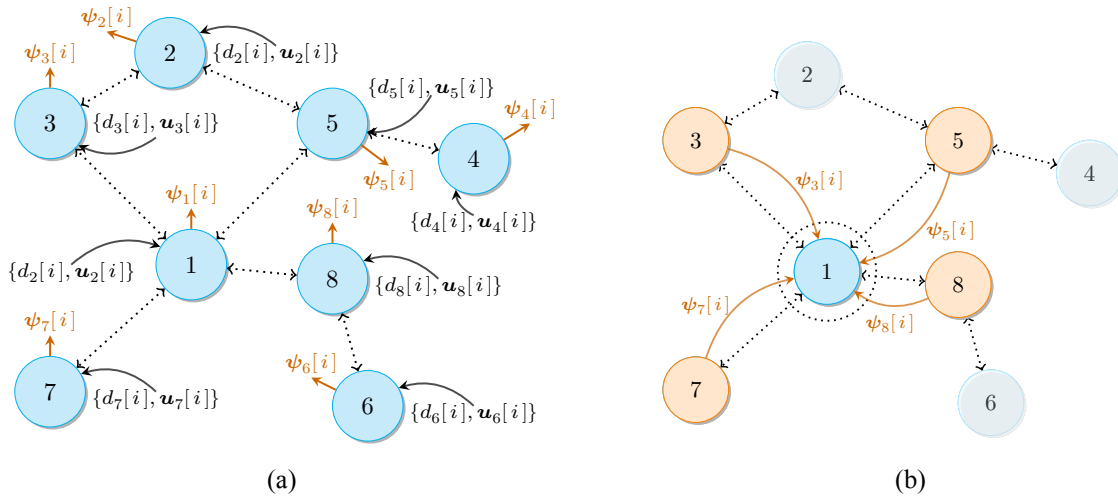 ψ₂[i]
2
{d₂[i], u₂[i]}
ψ₃[i]
3
{d₃[i], u₃[i]}
5
{d₅[i], u₅[i]}
ψ₅[i]
ψ₄[i]
4
{d₄[i], u₄[i]}
ψ₁[i]
1
{d₂[i], u₂[i]}
ψ₈[i]
8
{d₈[i], u₈[i]}
ψ₇[i]
7
{d₇[i], u₇[i]}
ψ₆[i]
6
{d₆[i], u₆[i]}
(a)
2
3
5
4
ψ₃[i]
ψ₅[i]
1
8
ψ₇[i]
ψ₈[i]
7
6
(b)